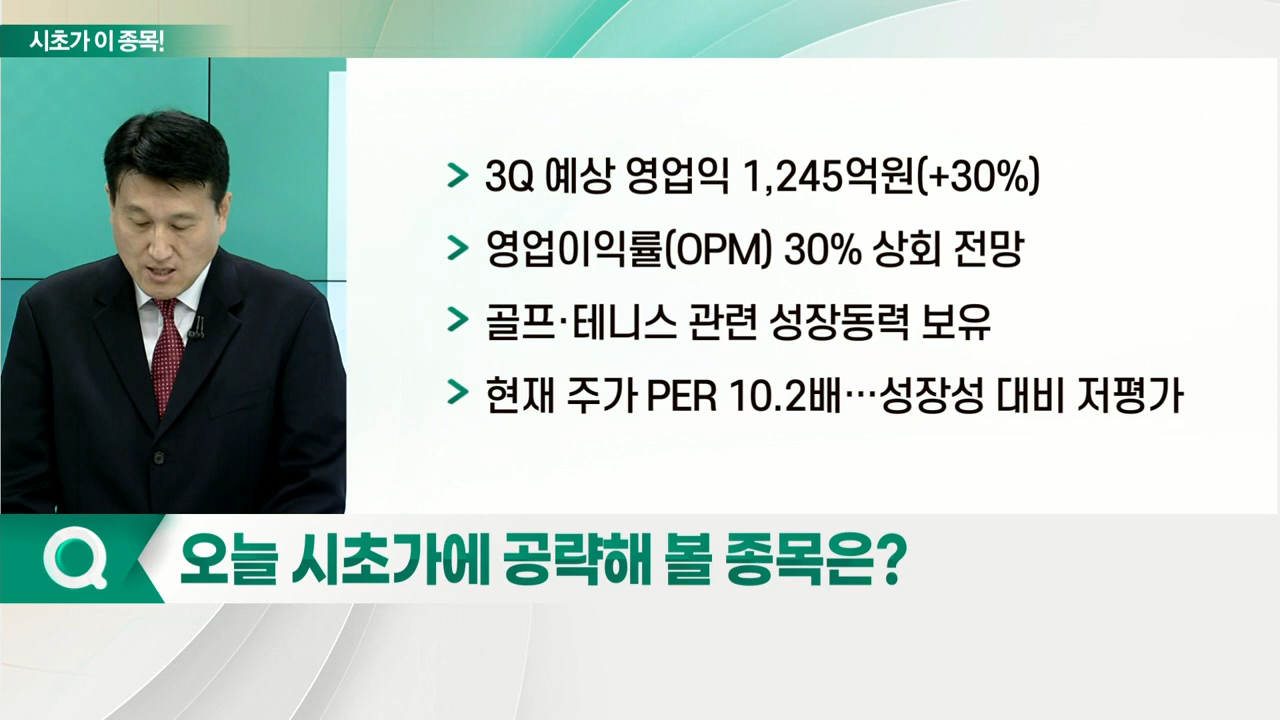 시초가 이 종목!
> 3Q 예상 영업익 1,245억원(+30%)
> 영업이익률(OPM) 30% 상회 전망
> 골프·테니스 관련 성장동력 보유
> 현재 주가 PER 10.2배…성장성 대비 저평가
오늘 시초가에 공략해 볼 종목은?